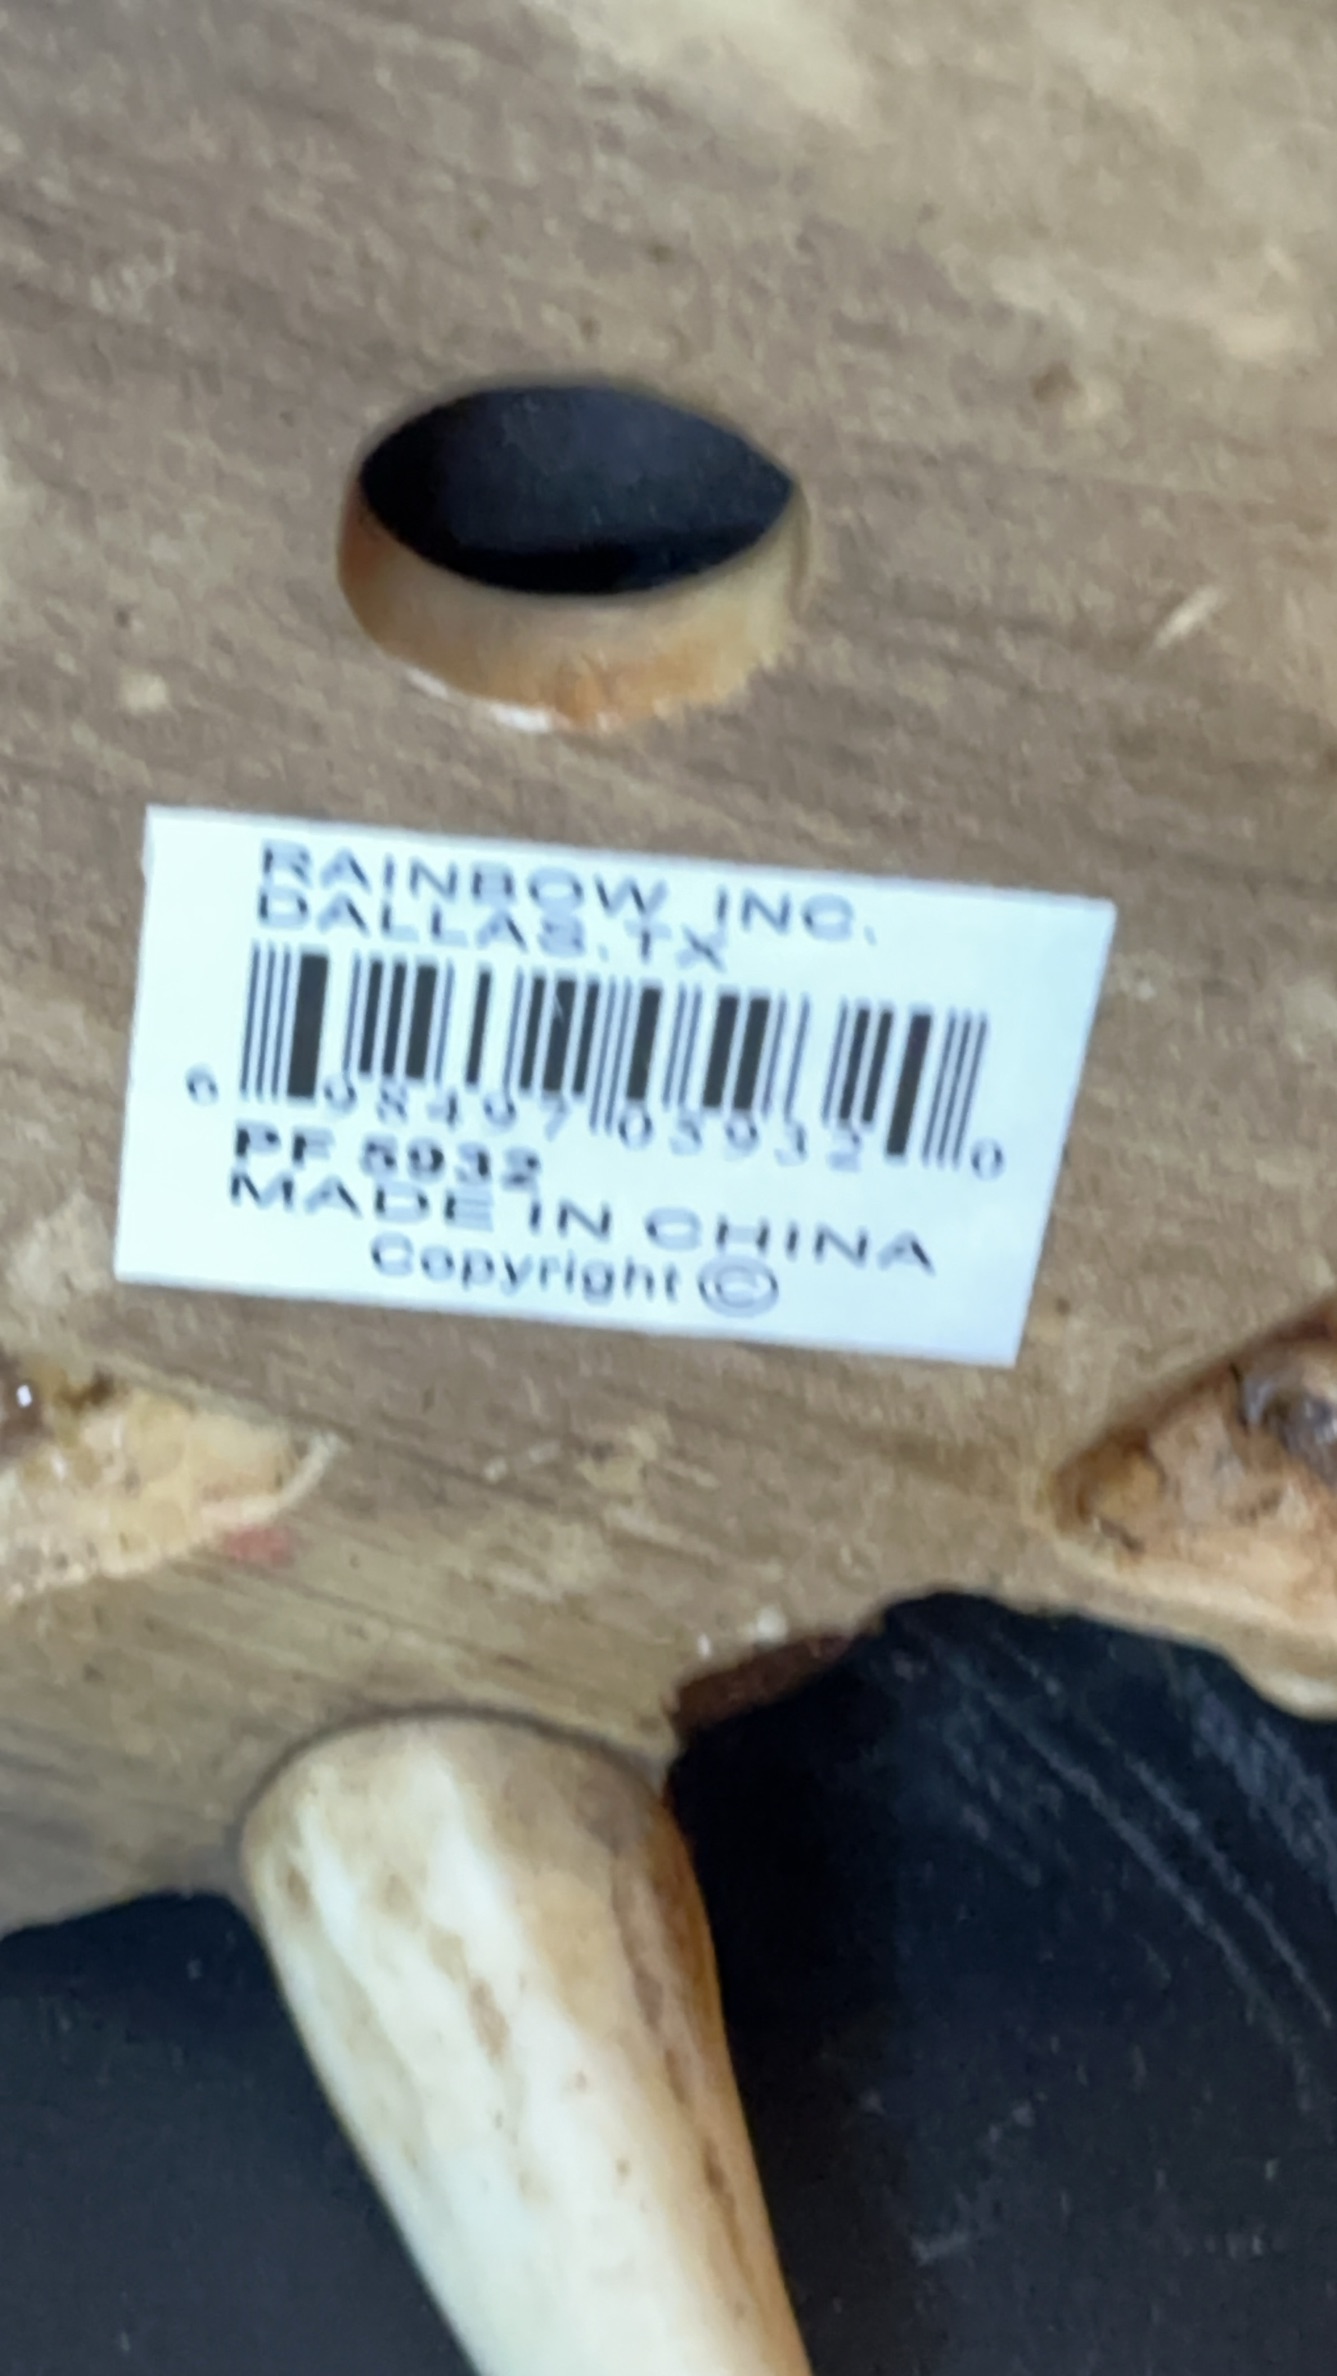 RAINBOW INC.
DALLAS.TX
6 98497 05932 0
PF 5932
MADE IN CHINA
Copyright ©